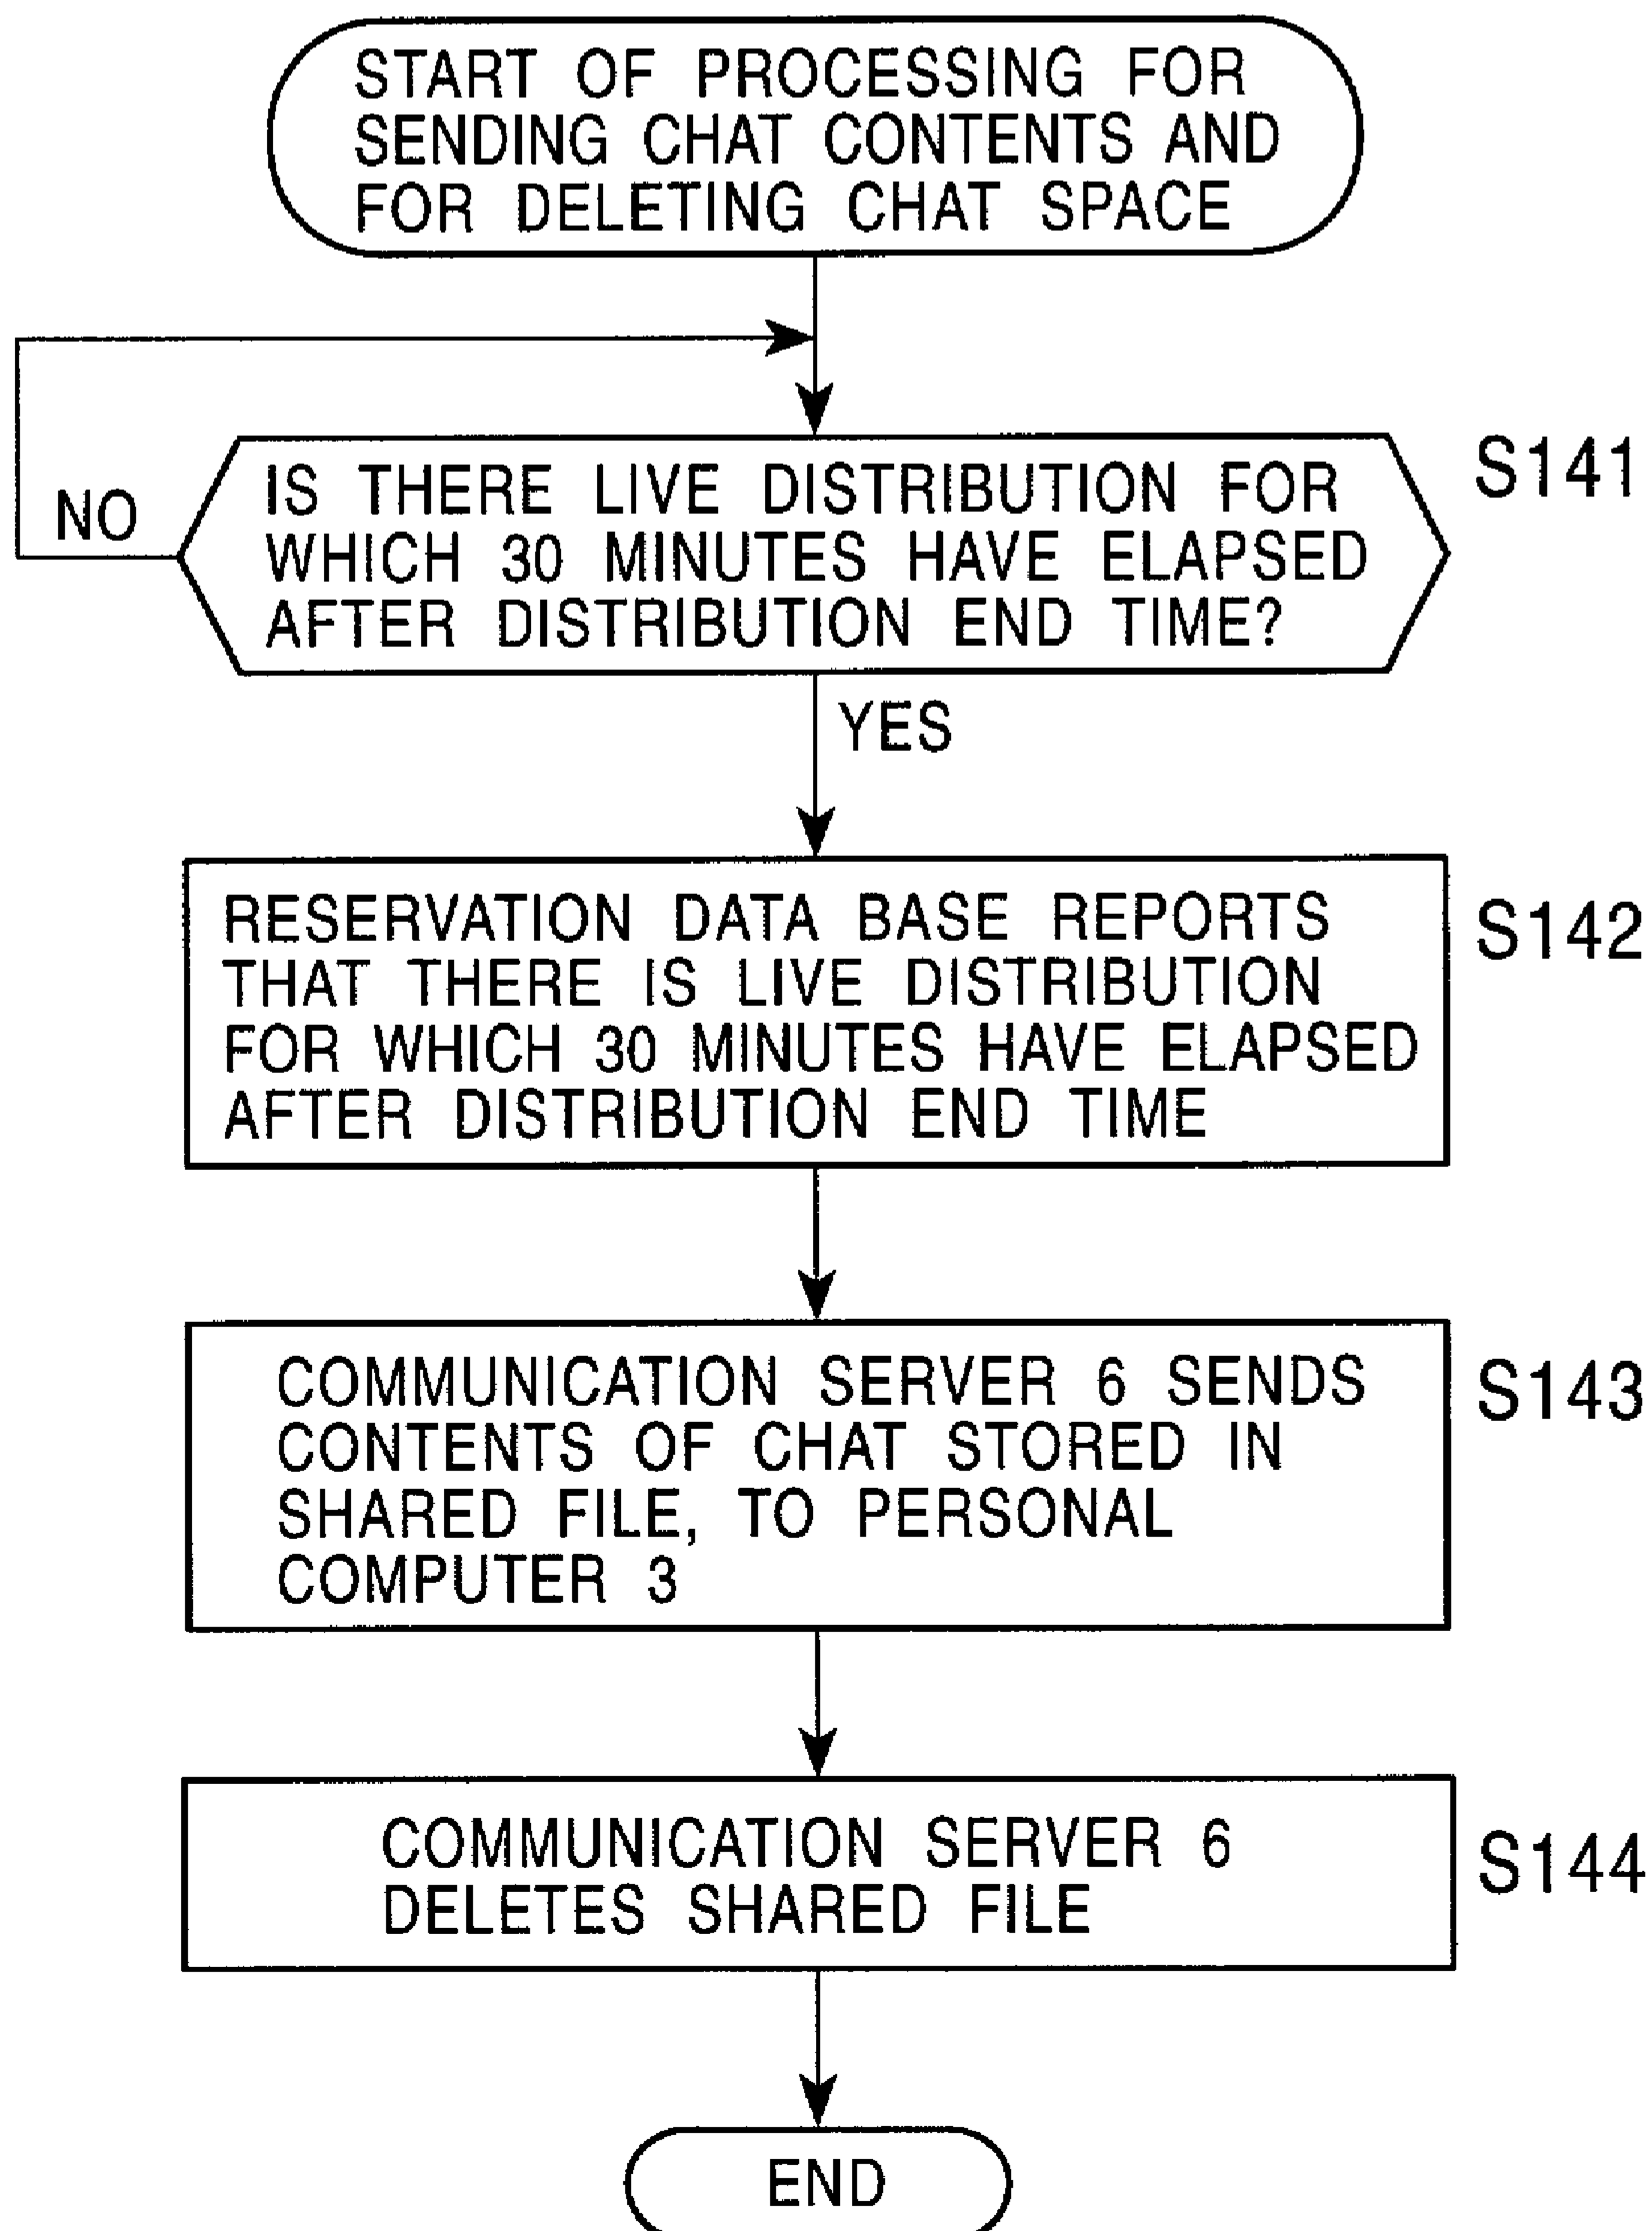 START OF PROCESSING FOR
SENDING CHAT CONTENTS AND
FOR DELETING CHAT SPACE
IS THERE LIVE DISTRIBUTION FOR
WHICH 30 MINUTES HAVE ELAPSED
AFTER DISTRIBUTION END TIME?
S141
NO
YES
RESERVATION DATA BASE REPORTS
THAT THERE IS LIVE DISTRIBUTION
FOR WHICH 30 MINUTES HAVE ELAPSED
AFTER DISTRIBUTION END TIME
S142
COMMUNICATION SERVER 6 SENDS
CONTENTS OF CHAT STORED IN
SHARED FILE, TO PERSONAL
COMPUTER 3
S143
COMMUNICATION SERVER 6
DELETES SHARED FILE
S144
END